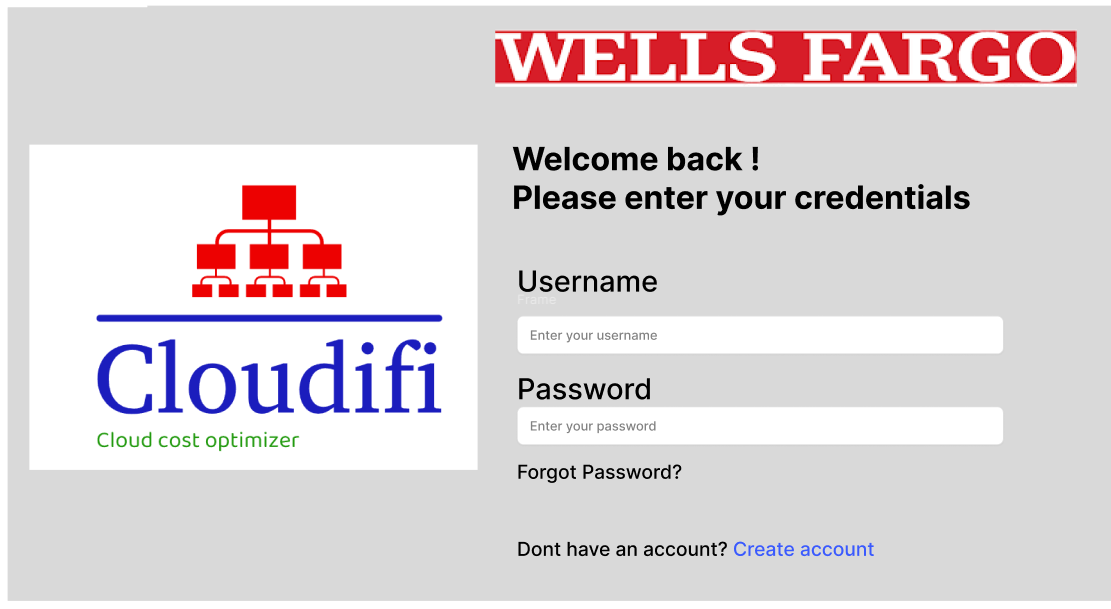 WELLS FARGO
Welcome back !
Please enter your credentials
Username
Frame
Enter your username
Password
Enter your password
Forgot Password?
Dont have an account? Create account
Cloudifi
Cloud cost optimizer